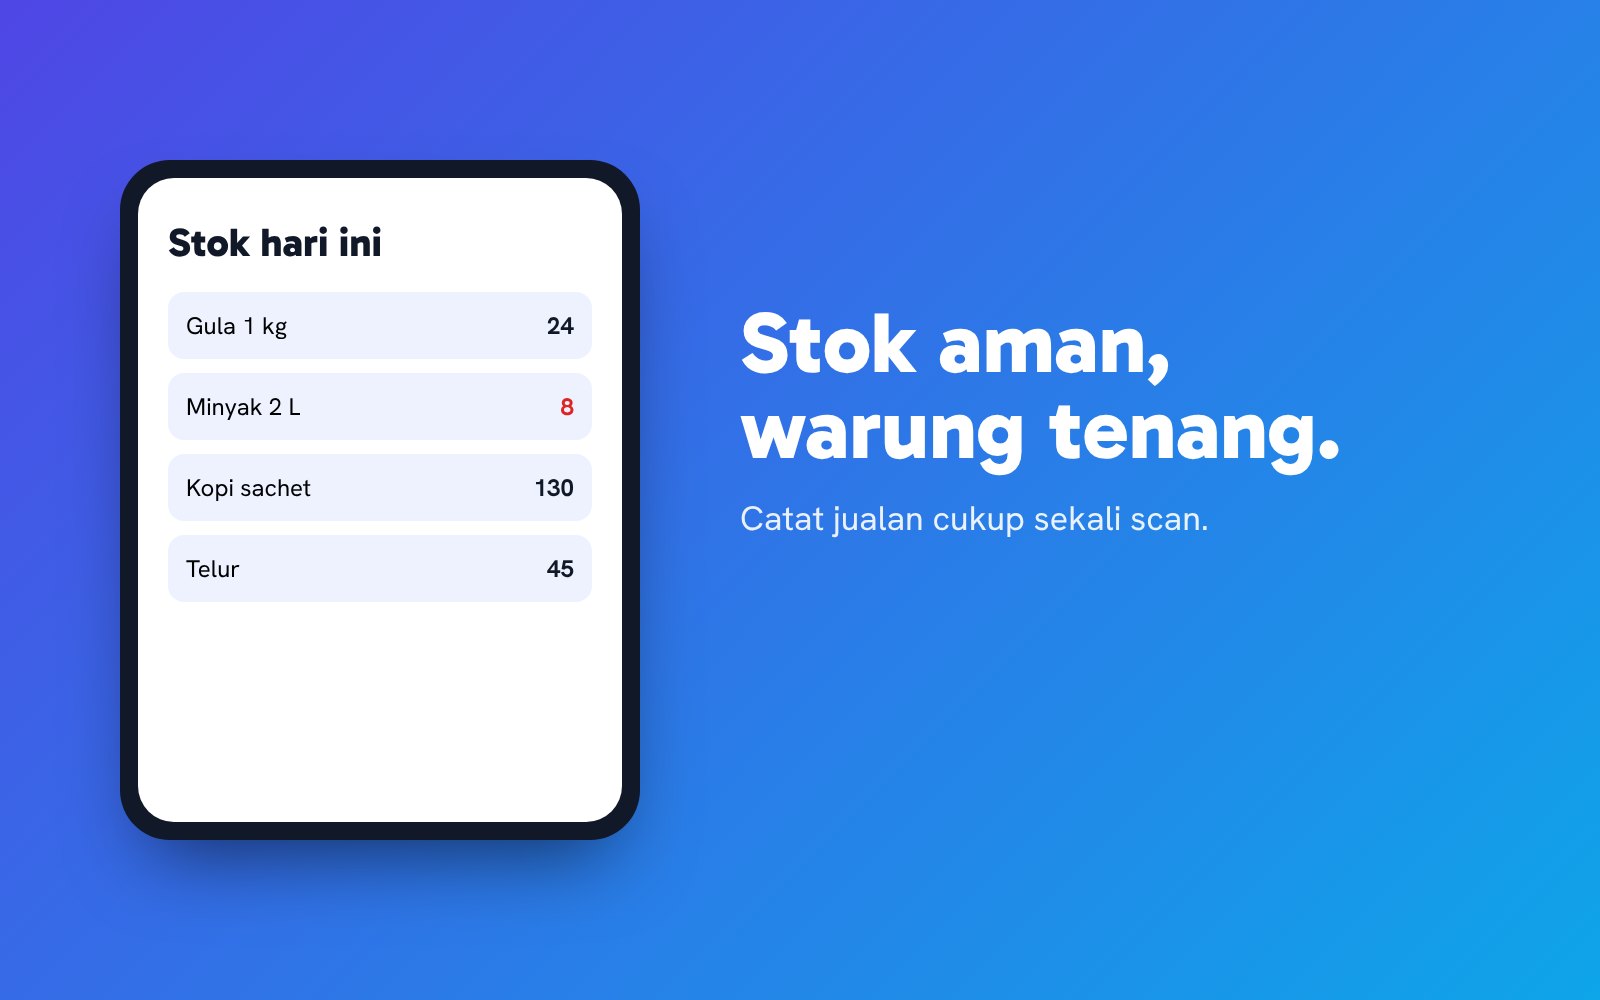 Stok hari ini
Gula 1 kg 24
Minyak 2 L 8
Kopi sachet 130
Telur 45
Stok aman,
warung tenang.
Catat jualan cukup sekali scan.